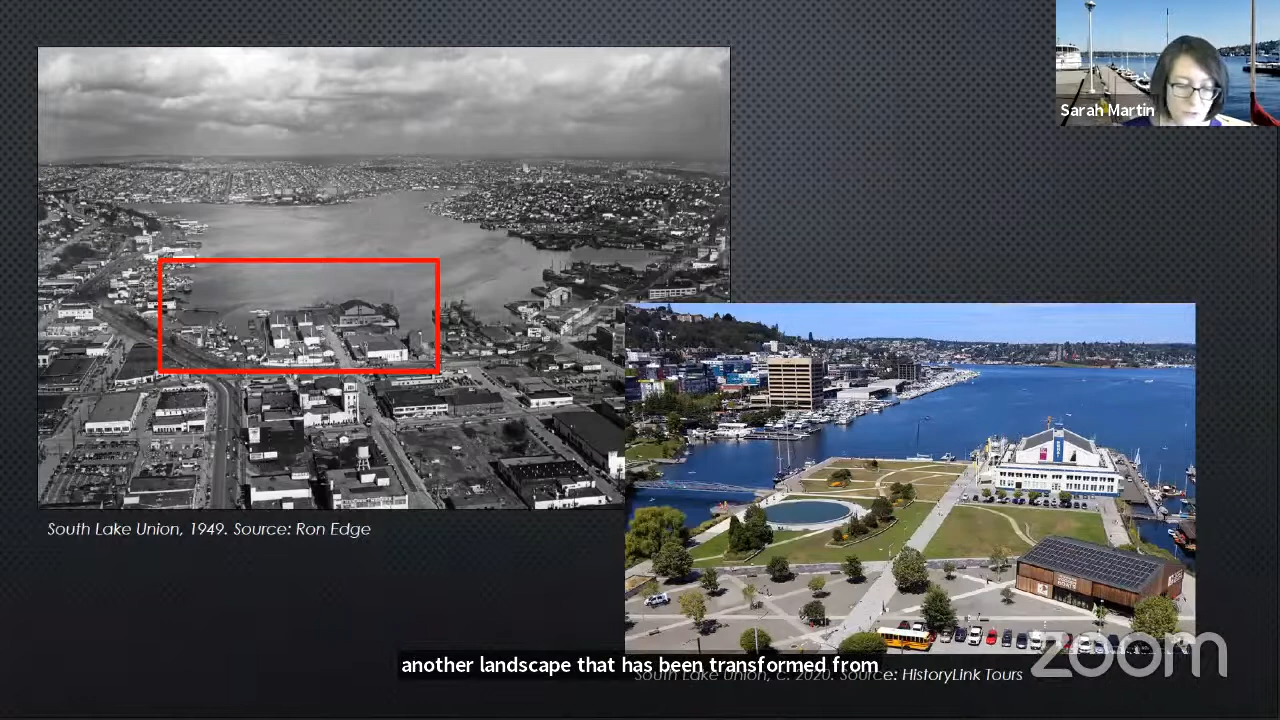 Sarah Martin
South Lake Union, 1949. Source: Ron Edge
another landscape that has been transformed from
South Lake Union, c. 2020. Source: HistoryLink Tours
zoom